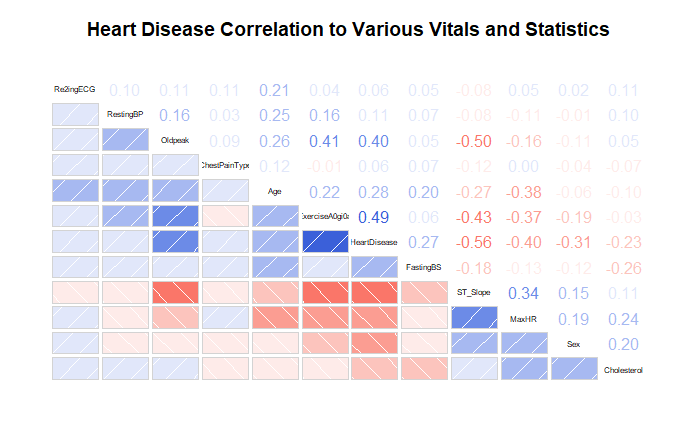 Heart Disease Correlation to Various Vitals and Statistics
Re2ingECG 0.10 0.11 0.11 0.21 0.04 0.06 0.05 -0.08 0.05 0.02 0.11
RestingBP 0.16 0.03 0.25 0.16 0.11 0.07 -0.08 -0.11 -0.01 0.10
Oldpeak 0.09 0.26 0.41 0.40 0.05 -0.50 -0.16 -0.11 0.05
ChestPainType 0.12 -0.01 0.06 0.07 -0.12 0.00 -0.04 -0.07
Age 0.22 0.28 0.20 -0.27 -0.38 -0.06 -0.10
ExerciseA0gi0a 0.49 0.06 -0.43 -0.37 -0.19 -0.03
HeartDisease 0.27 -0.56 -0.40 -0.31 -0.23
FastingBS -0.18 -0.13 -0.12 -0.26
ST_Slope 0.34 0.15 0.11
MaxHR 0.19 0.24
Sex 0.20
Cholesterol